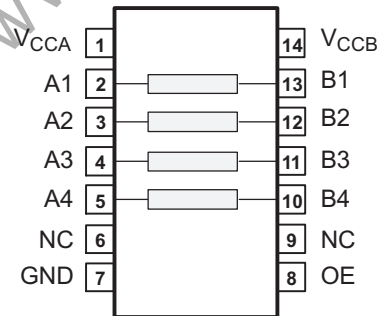 VCCA 1 14 VCCB
A1 2 13 B1
A2 3 12 B2
A3 4 11 B3
A4 5 10 B4
NC 6 9 NC
GND 7 8 OE